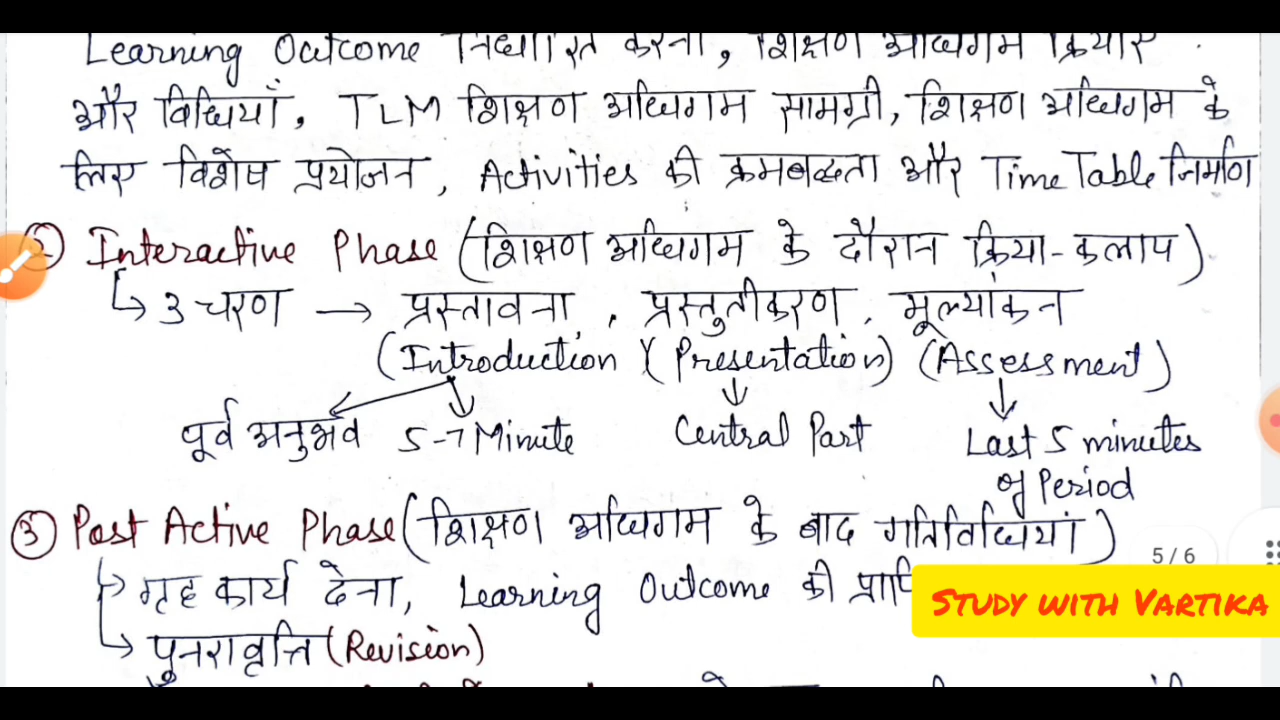 Learning Outcome निर्धारित करना, शिक्षण अधिगम क्रियाएं
और विधियाँ, TLM शिक्षण अधिगम सामग्री, शिक्षण अधिगम के
लिए विशेष प्रयोजन, Activities की क्रमबद्धता और Time Table निर्माण
② Interactive Phase (शिक्षण अधिगम के दौरान क्रिया-कलाप)
↳ 3 चरण → प्रस्तावना, प्रस्तुतीकरण, मूल्यांकन
(Introduction) (Presentation) (Assessment)
पूर्व अनुभव 5-7 Minute Central Part Last 5 minutes
of Period
③ Post Active Phase (शिक्षण अधिगम के बाद गतिविधियां)
↳ गृह कार्य देना, Learning Outcome की
↳ पुनरावृत्ति (Revision)
5/6
STUDY WITH VARTIKA